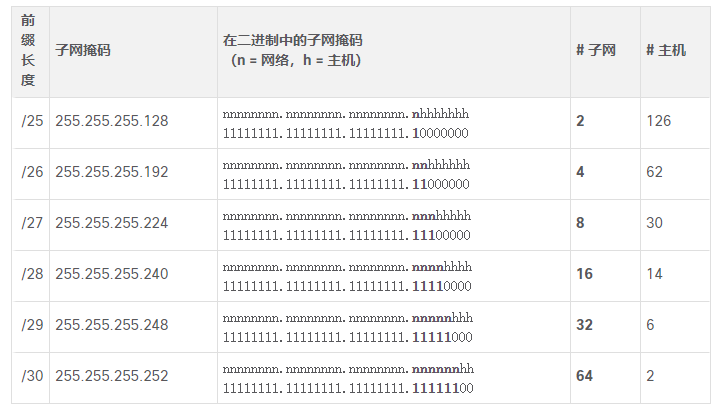 前缀长度 子网掩码 在二进制中的子网掩码（n = 网络，h = 主机） # 子网 # 主机
/25 255.255.255.128 nnnnnnnn.nnnnnnnn.nnnnnnnn.nhhhhhhh 2 126
11111111.11111111.11111111.10000000
/26 255.255.255.192 nnnnnnnn.nnnnnnnn.nnnnnnnn.nnhhhhhh 4 62
11111111.11111111.11111111.11000000
/27 255.255.255.224 nnnnnnnn.nnnnnnnn.nnnnnnnn.nnnhhhhh 8 30
11111111.11111111.11111111.11100000
/28 255.255.255.240 nnnnnnnn.nnnnnnnn.nnnnnnnn.nnnnhhhh 16 14
11111111.11111111.11111111.11110000
/29 255.255.255.248 nnnnnnnn.nnnnnnnn.nnnnnnnn.nnnnnhhh 32 6
11111111.11111111.11111111.11111000
/30 255.255.255.252 nnnnnnnn.nnnnnnnn.nnnnnnnn.nnnnnnhh 64 2
11111111.11111111.11111111.11111100